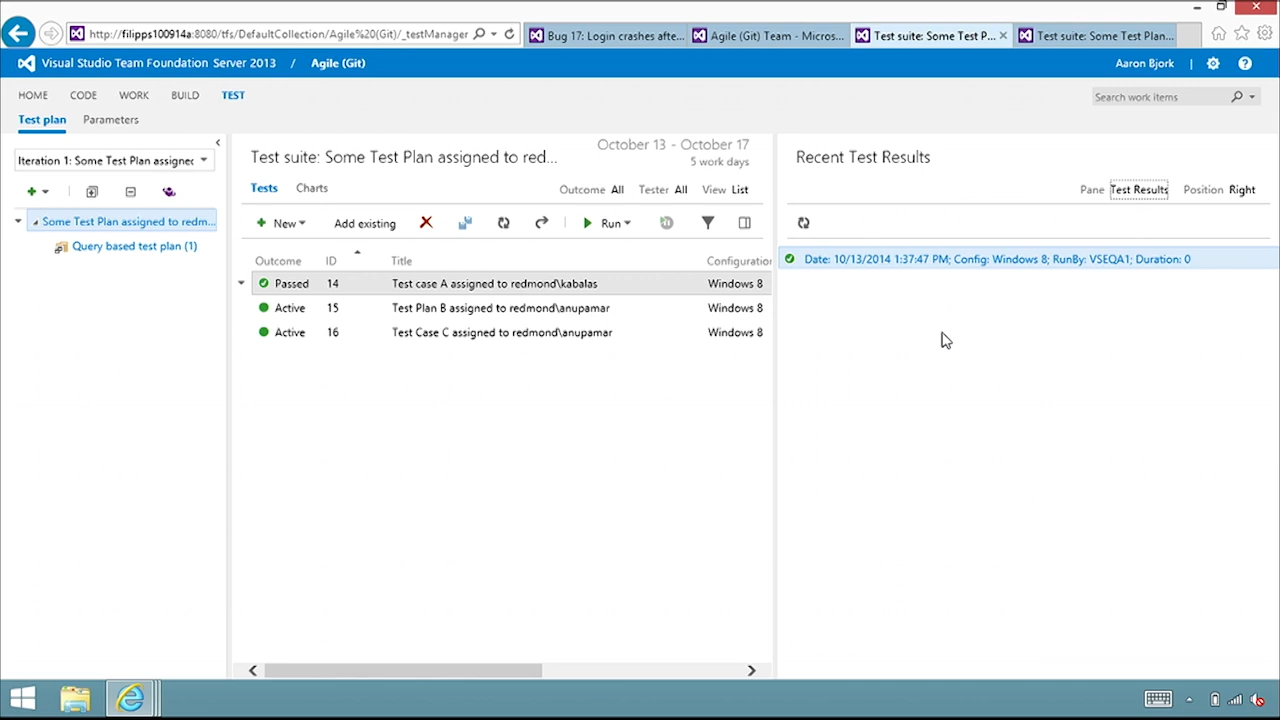 http://filipps100914a:8080/tfs/DefaultCollection/Agile%20(Git)/_testManager
Bug 17: Login crashes afte...
Agile (Git) Team - Micros...
Test suite: Some Test P...
Test suite: Some Test Plan...
Visual Studio Team Foundation Server 2013 / Agile (Git)
Aaron Bjork
HOME CODE WORK BUILD TEST
Search work items
Test plan Parameters
Iteration 1: Some Test Plan assignec
Some Test Plan assigned to redm...
Query based test plan (1)
Test suite: Some Test Plan assigned to red...
October 13 - October 17
5 work days
Tests Charts
Outcome All Tester All View List
New Add existing Run
Outcome ID Title Configuration
Passed 14 Test case A assigned to redmond\kabalas Windows 8
Active 15 Test Plan B assigned to redmond\anupamar Windows 8
Active 16 Test Case C assigned to redmond\anupamar Windows 8
Recent Test Results
Pane Test Results Position Right
Date: 10/13/2014 1:37:47 PM; Config: Windows 8; RunBy: VSEQA1; Duration: 0